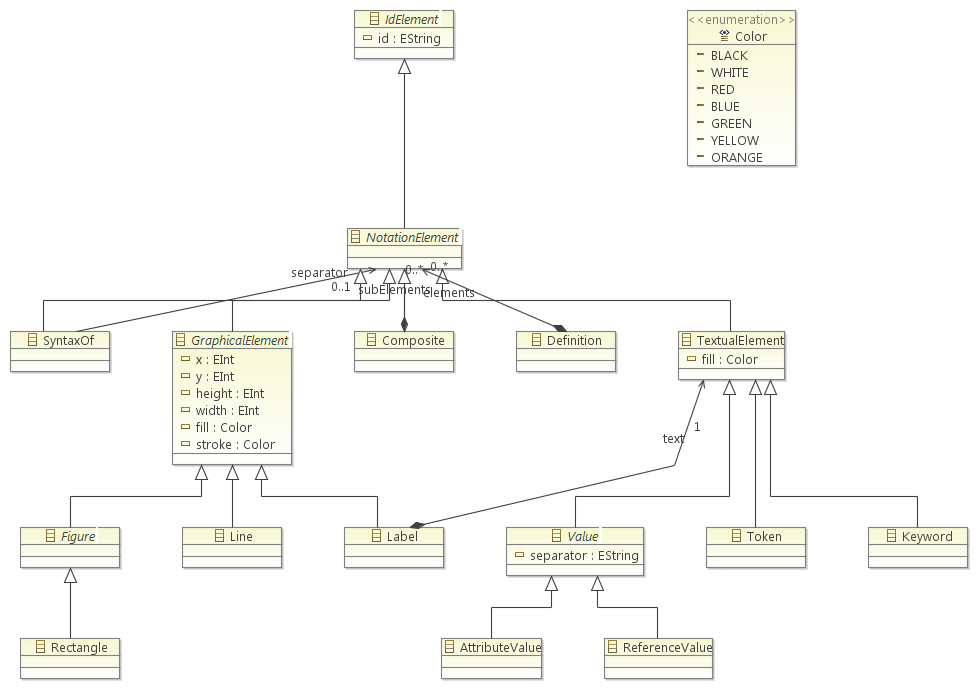 IdElement
id : EString
<<enumeration>>
Color
BLACK
WHITE
RED
BLUE
GREEN
YELLOW
ORANGE
NotationElement
separator
0..1
subElements
0..*
elements
0..*
SyntaxOf
GraphicalElement
x : EInt
y : EInt
height : EInt
width : EInt
fill : Color
stroke : Color
Composite
Definition
TextualElement
fill : Color
text
1
Figure
Line
Label
Value
separator : EString
Token
Keyword
Rectangle
AttributeValue
ReferenceValue